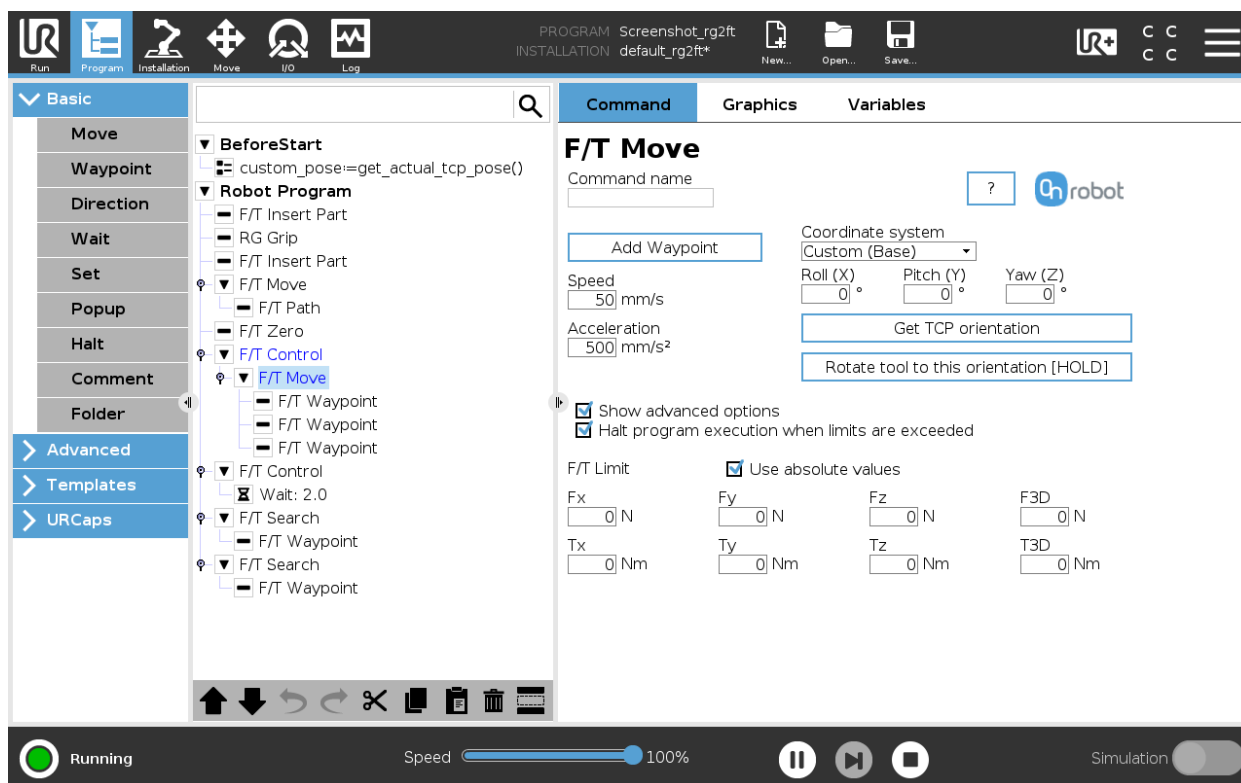 PROGRAM Screenshot_rg2ft
INSTALLATION default_rg2ft*
UR
Run
Program
Installation
Move
I/O
Log
New...
Open...
Save...
UR+
C C
C C
Basic
Move
Waypoint
Direction
Wait
Set
Popup
Halt
Comment
Folder
Advanced
Templates
URCaps
BeforeStart
custom_pose:=get_actual_tcp_pose()
Robot Program
F/T Insert Part
RG Grip
F/T Insert Part
F/T Move
F/T Path
F/T Zero
F/T Control
F/T Move
F/T Waypoint
F/T Waypoint
F/T Waypoint
F/T Control
Wait: 2.0
F/T Search
F/T Waypoint
F/T Search
F/T Waypoint
Command Graphics Variables
F/T Move
Command name
?
On robot
Add Waypoint
Coordinate system
Custom (Base)
Speed
50 mm/s
Roll (X) Pitch (Y) Yaw (Z)
0 ° 0 ° 0 °
Acceleration
500 mm/s²
Get TCP orientation
Rotate tool to this orientation [HOLD]
Show advanced options
Halt program execution when limits are exceeded
F/T Limit Use absolute values
Fx Fy Fz F3D
0 N 0 N 0 N 0 N
Tx Ty Tz T3D
0 Nm 0 Nm 0 Nm 0 Nm
Running
Speed 100%
Simulation